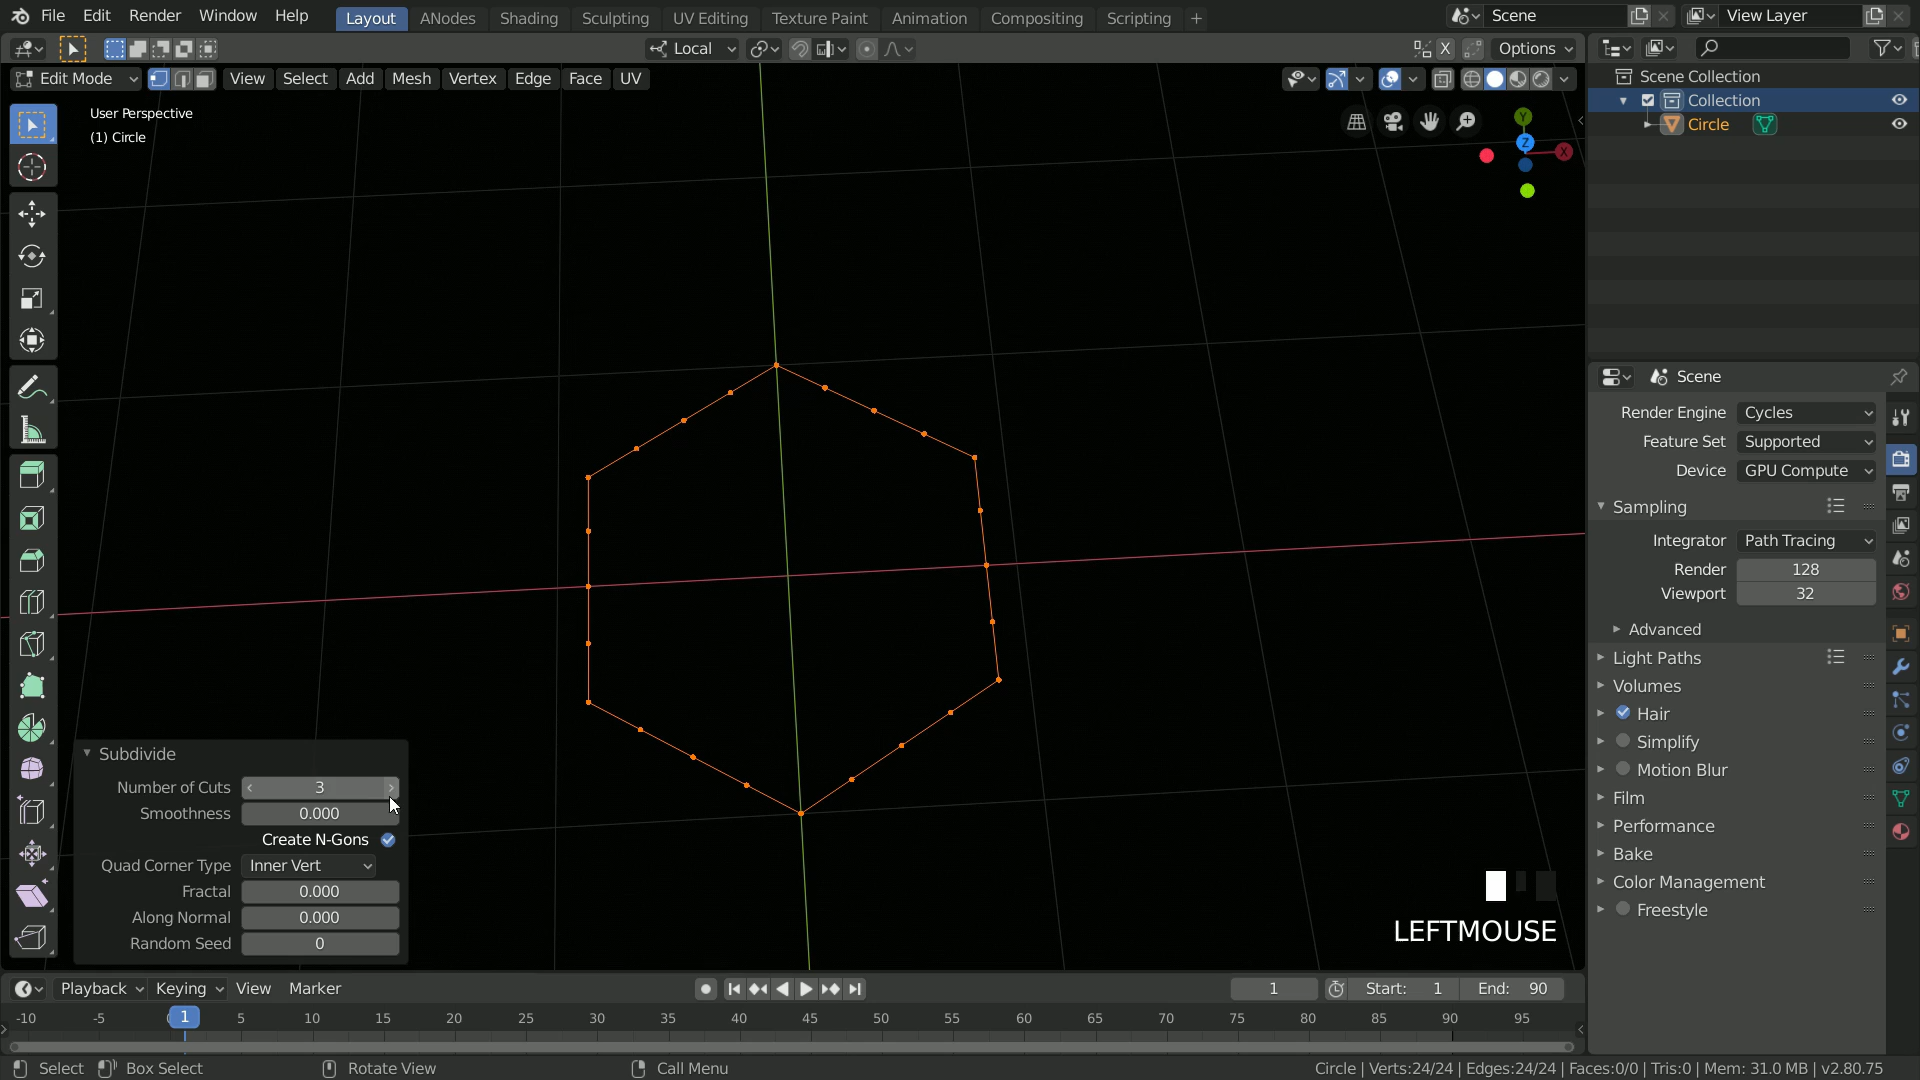 File Edit Render Window Help Layout ANodes Shading Sculpting UV Editing Texture Paint Animation Compositing Scripting + Scene View Layer
Local X Options
Edit Mode View Select Add Mesh Vertex Edge Face UV
User Perspective
(1) Circle
Y
Z
X
Scene Collection
Collection
Circle
Scene
Render Engine Cycles
Feature Set Supported
Device GPU Compute
Sampling
Integrator Path Tracing
Render 128
Viewport 32
Advanced
Light Paths
Volumes
Hair
Simplify
Motion Blur
Film
Performance
Bake
Color Management
Freestyle
Subdivide
Number of Cuts 3
Smoothness 0.000
Create N-Gons
Quad Corner Type Inner Vert
Fractal 0.000
Along Normal 0.000
Random Seed 0
LEFTMOUSE
Playback Keying View Marker 1 Start: 1 End: 90
-10 -5 1 5 10 15 20 25 30 35 40 45 50 55 60 65 70 75 80 85 90 95
Select Box Select Rotate View Call Menu Circle | Verts:24/24 | Edges:24/24 | Faces:0/0 | Tris:0 | Mem: 31.0 MB | v2.80.75